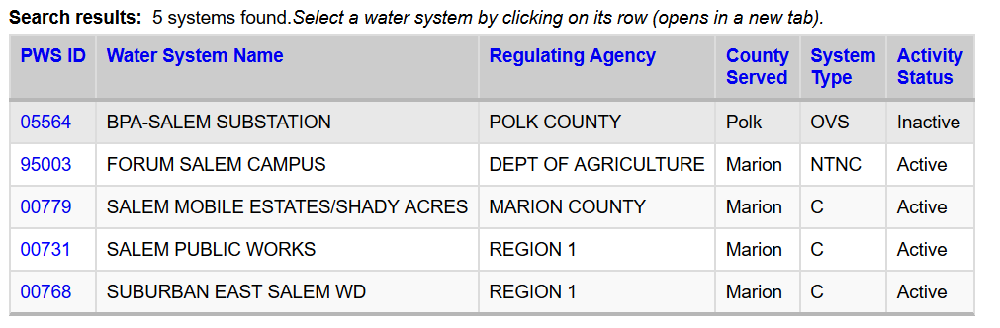 Search results: 5 systems found.Select a water system by clicking on its row (opens in a new tab).
PWS ID Water System Name Regulating Agency County Served System Type Activity Status
05564 BPA-SALEM SUBSTATION POLK COUNTY Polk OVS Inactive
95003 FORUM SALEM CAMPUS DEPT OF AGRICULTURE Marion NTNC Active
00779 SALEM MOBILE ESTATES/SHADY ACRES MARION COUNTY Marion C Active
00731 SALEM PUBLIC WORKS REGION 1 Marion C Active
00768 SUBURBAN EAST SALEM WD REGION 1 Marion C Active